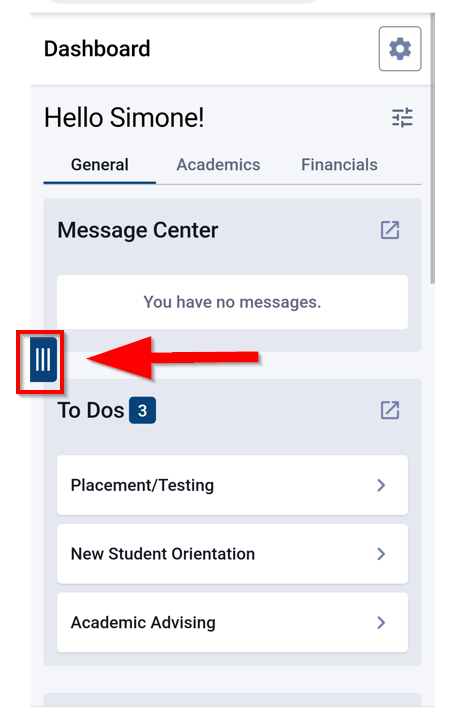 Dashboard
Hello Simone!
General Academics Financials
Message Center
You have no messages.
To Dos 3
Placement/Testing
New Student Orientation
Academic Advising